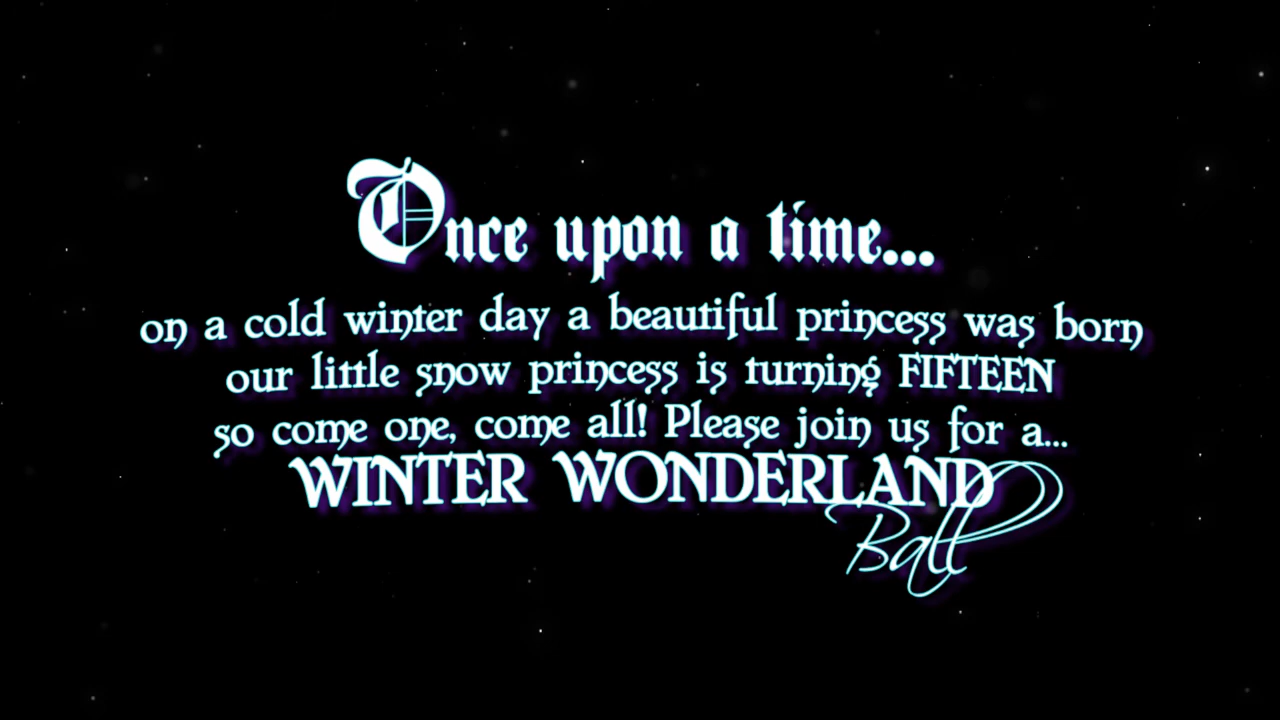 Once upon a time...
on a cold winter day a beautiful princess was born
our little snow princess is turning FIFTEEN
so come one, come all! Please join us for a...
WINTER WONDERLAND
Ball